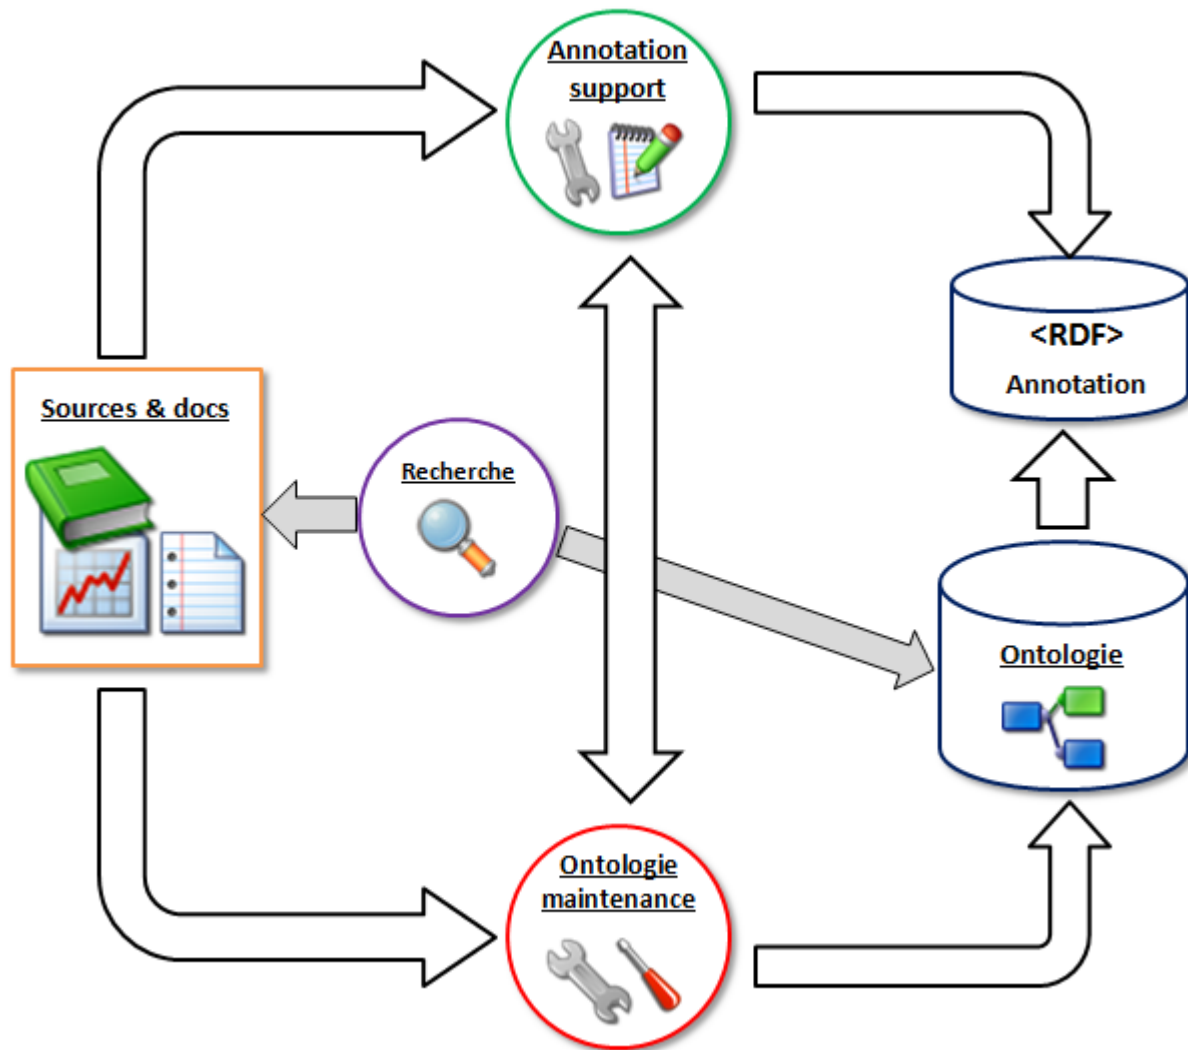 Annotation
support
<RDF>
Annotation
Sources & docs
Recherche
Ontologie
Ontologie
maintenance